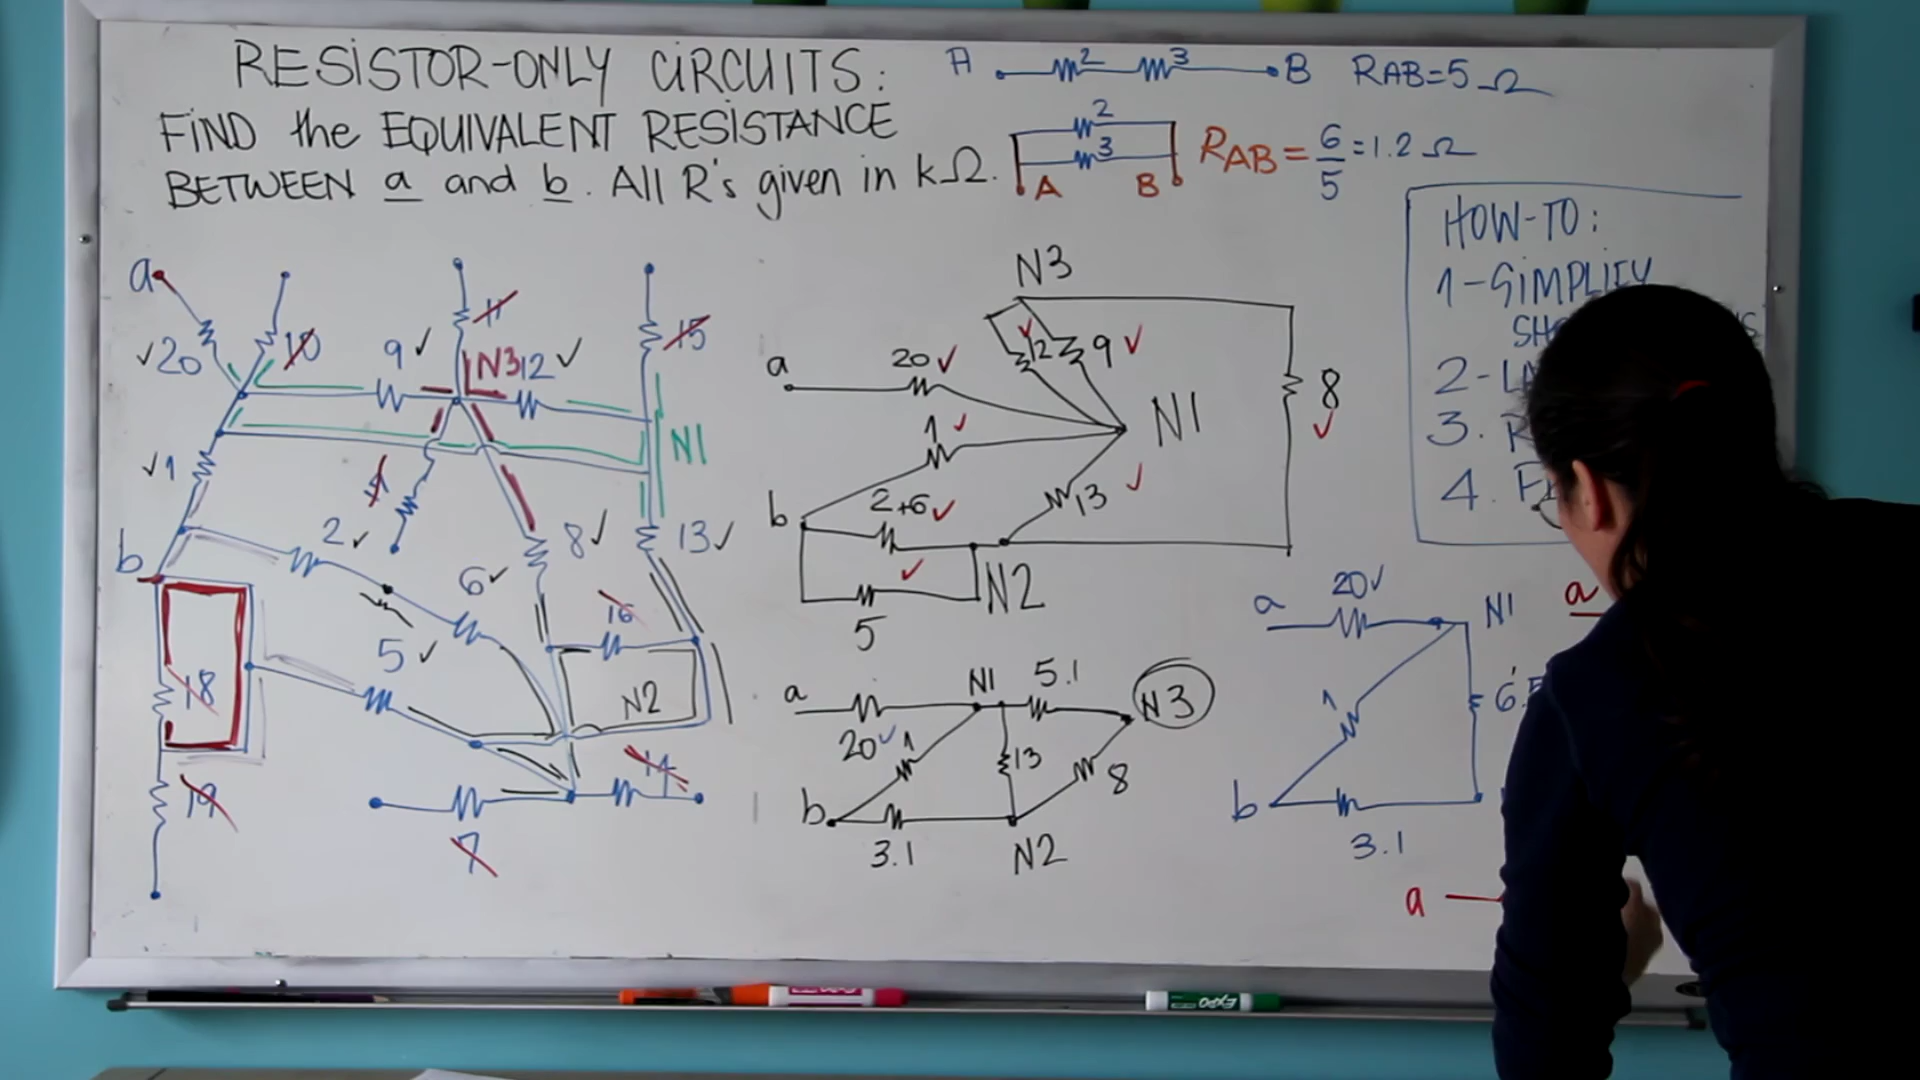 RESISTOR-ONLY CIRCUITS:
FIND the EQUIVALENT RESISTANCE
BETWEEN a and b. All R's given in kΩ.
A 2 3 B RAB=5Ω
2
3
A B
RAB = 6/5 = 1.2 Ω
HOW-TO:
1-SIMPLIFY
SH
2-L
3. R
4. F
a
20
10
9
11
N3
12
15
N1
1
b
2
8
13
6
16
5
18
N2
19
14
7
N3
a
20
12
9
N1
8
1
b
2+6
13
N2
5
a
N1
5.1
N3
20
1
13
8
b
3.1
N2
a
20
N1
1
6.5
b
3.1
a
a
EXPO